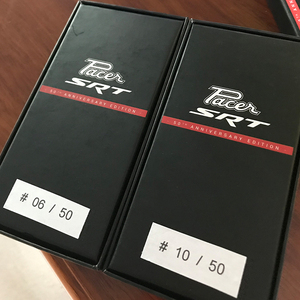 Pacer
SRT
50TH ANNIVERSARY EDITION
# 06 / 50
Pacer
SRT
50TH ANNIVERSARY EDITION
# 10 / 50